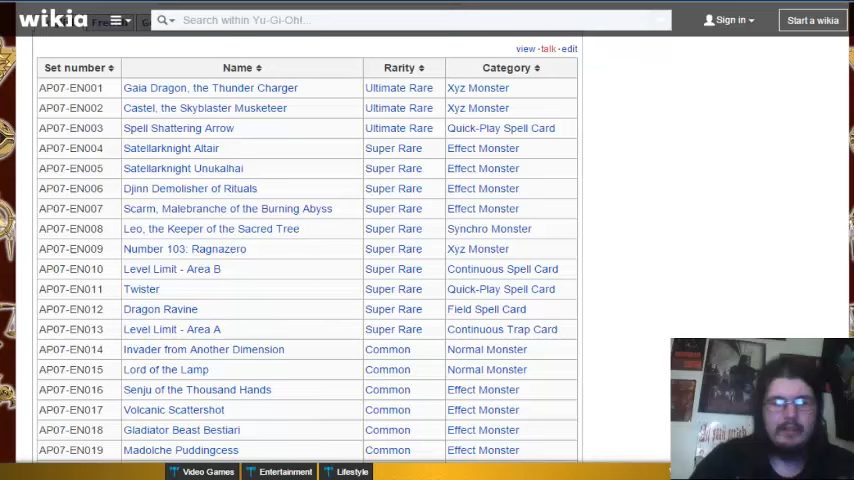 wikia
Search within Yu-Gi-Oh!...
Sign in
Start a wikia
view · talk · edit
Set number Name Rarity Category
AP07-EN001 Gaia Dragon, the Thunder Charger Ultimate Rare Xyz Monster
AP07-EN002 Castel, the Skyblaster Musketeer Ultimate Rare Xyz Monster
AP07-EN003 Spell Shattering Arrow Ultimate Rare Quick-Play Spell Card
AP07-EN004 Satellarknight Altair Super Rare Effect Monster
AP07-EN005 Satellarknight Unukalhai Super Rare Effect Monster
AP07-EN006 Djinn Demolisher of Rituals Super Rare Effect Monster
AP07-EN007 Scarm, Malebranche of the Burning Abyss Super Rare Effect Monster
AP07-EN008 Leo, the Keeper of the Sacred Tree Super Rare Synchro Monster
AP07-EN009 Number 103: Ragnazero Super Rare Xyz Monster
AP07-EN010 Level Limit - Area B Super Rare Continuous Spell Card
AP07-EN011 Twister Super Rare Quick-Play Spell Card
AP07-EN012 Dragon Ravine Super Rare Field Spell Card
AP07-EN013 Level Limit - Area A Super Rare Continuous Trap Card
AP07-EN014 Invader from Another Dimension Common Normal Monster
AP07-EN015 Lord of the Lamp Common Normal Monster
AP07-EN016 Senju of the Thousand Hands Common Effect Monster
AP07-EN017 Volcanic Scattershot Common Effect Monster
AP07-EN018 Gladiator Beast Bestiari Common Effect Monster
AP07-EN019 Madolche Puddingcess Common Effect Monster
Video Games Entertainment Lifestyle